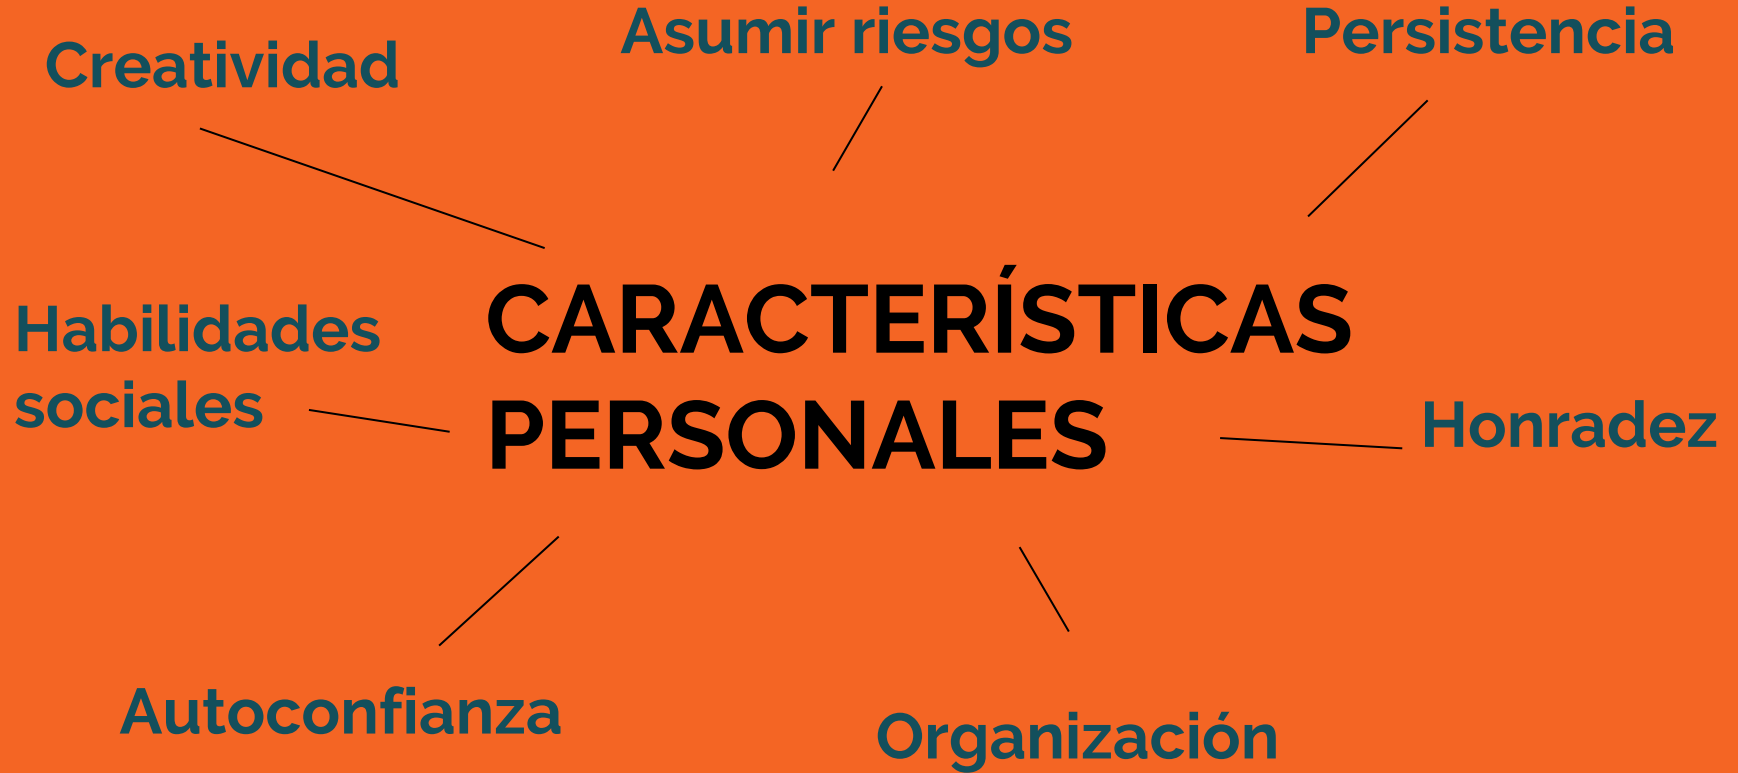 Creatividad
Asumir riesgos
Persistencia
Habilidades
sociales
CARACTERÍSTICAS
PERSONALES
Honradez
Autoconfianza
Organización